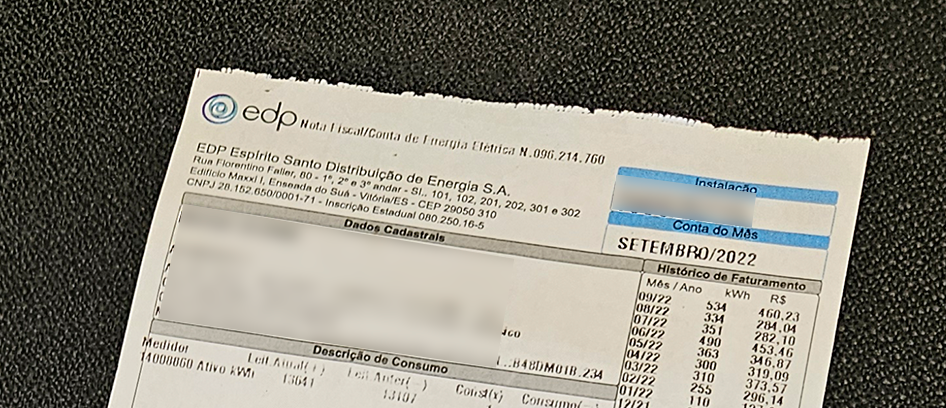 edp Nota Fiscal/Conta de Energia Elétrica N.096.214.760
EDP Espírito Santo Distribuição de Energia S.A.
Rua Florentino Faller, 80 - 1º, 2º e 3º andar - SL. 101, 102, 201, 202, 301 e 302
Edifício Maxxi I, Enseada do Suá - Vitória/ES - CEP 29050 310
CNPJ 28.152.650/0001-71 - Inscrição Estadual 080.250.16-5
Instalação
Conta do Mês
SETEMBRO/2022
Dados Cadastrais
Histórico de Faturamento
Mês / Ano kWh R$
09/22 534 460,23
08/22 334 284,04
07/22 351 282,10
06/22 490 453,46
05/22 363 346,87
04/22 300 319,09
03/22 310 373,57
02/22 255 296,14
01/22 110
12/21
Descrição de Consumo
Medidor Leit.Atual(+) Leit.Anter(-) Const(x) Consumo(=)
14008860 Ativo kWh 13641 13107